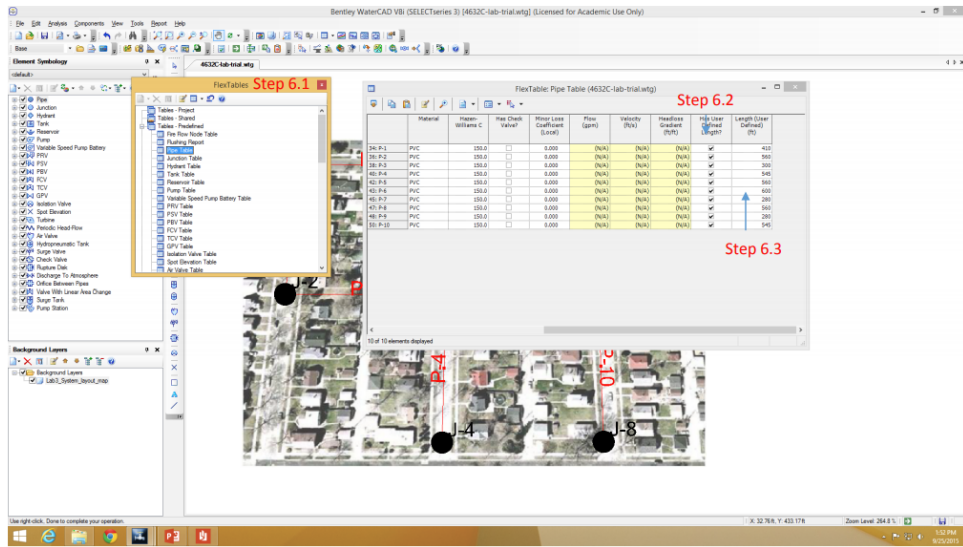 Bentley WaterCAD V8i (SELECTseries 3) [4632C-lab-trial.wtg] (Licensed for Academic Use Only)
File Edit Analysis Components View Tools Report Help
Base
Element Symbology
<default>
Pipe
Junction
Hydrant
Tank
Reservoir
Pump
Variable Speed Pump Battery
PRV
PSV
PBV
FCV
TCV
GPV
Isolation Valve
Spot Elevation
Turbine
Periodic Head-Flow
Air Valve
Hydropneumatic Tank
Surge Valve
Check Valve
Rupture Disk
Discharge To Atmosphere
Orifice Between Pipes
Valve With Linear Area Change
Surge Tank
Pump Station
Background Layers
Background Layers
Lab3_System_layout_map
4632C-lab-trial.wtg
FlexTables Step 6.1
Tables - Project
Tables - Shared
Tables - Predefined
Fire Flow Node Table
Flushing Report
Pipe Table
Junction Table
Hydrant Table
Tank Table
Reservoir Table
Pump Table
Variable Speed Pump Battery Table
PRV Table
PSV Table
PBV Table
FCV Table
TCV Table
GPV Table
Isolation Valve Table
Spot Elevation Table
Air Valve Table
FlexTable: Pipe Table (4632C-lab-trial.wtg)
Step 6.2
Material Hazen-Williams C Has Check Valve? Minor Loss Coefficient (Local) Flow (gpm) Velocity (ft/s) Headloss Gradient (ft/ft) Has User Defined Length? Length (User Defined) (ft)
34: P-1 PVC 150.0 0.000 (N/A) (N/A) (N/A) 410
36: P-2 PVC 150.0 0.000 (N/A) (N/A) (N/A) 560
38: P-3 PVC 150.0 0.000 (N/A) (N/A) (N/A) 300
40: P-4 PVC 150.0 0.000 (N/A) (N/A) (N/A) 545
42: P-5 PVC 150.0 0.000 (N/A) (N/A) (N/A) 560
43: P-6 PVC 150.0 0.000 (N/A) (N/A) (N/A) 600
45: P-7 PVC 150.0 0.000 (N/A) (N/A) (N/A) 280
47: P-8 PVC 150.0 0.000 (N/A) (N/A) (N/A) 560
48: P-9 PVC 150.0 0.000 (N/A) (N/A) (N/A) 280
50: P-10 PVC 150.0 0.000 (N/A) (N/A) (N/A) 545
Step 6.3
10 of 10 elements displayed
J-2
P-4
P-10
J-4
J-8
Use right-click, Done to complete your operation.
X: 32.76 ft, Y: 433.17 ft
Zoom Level: 264.8 %
1:52 PM
9/25/2015